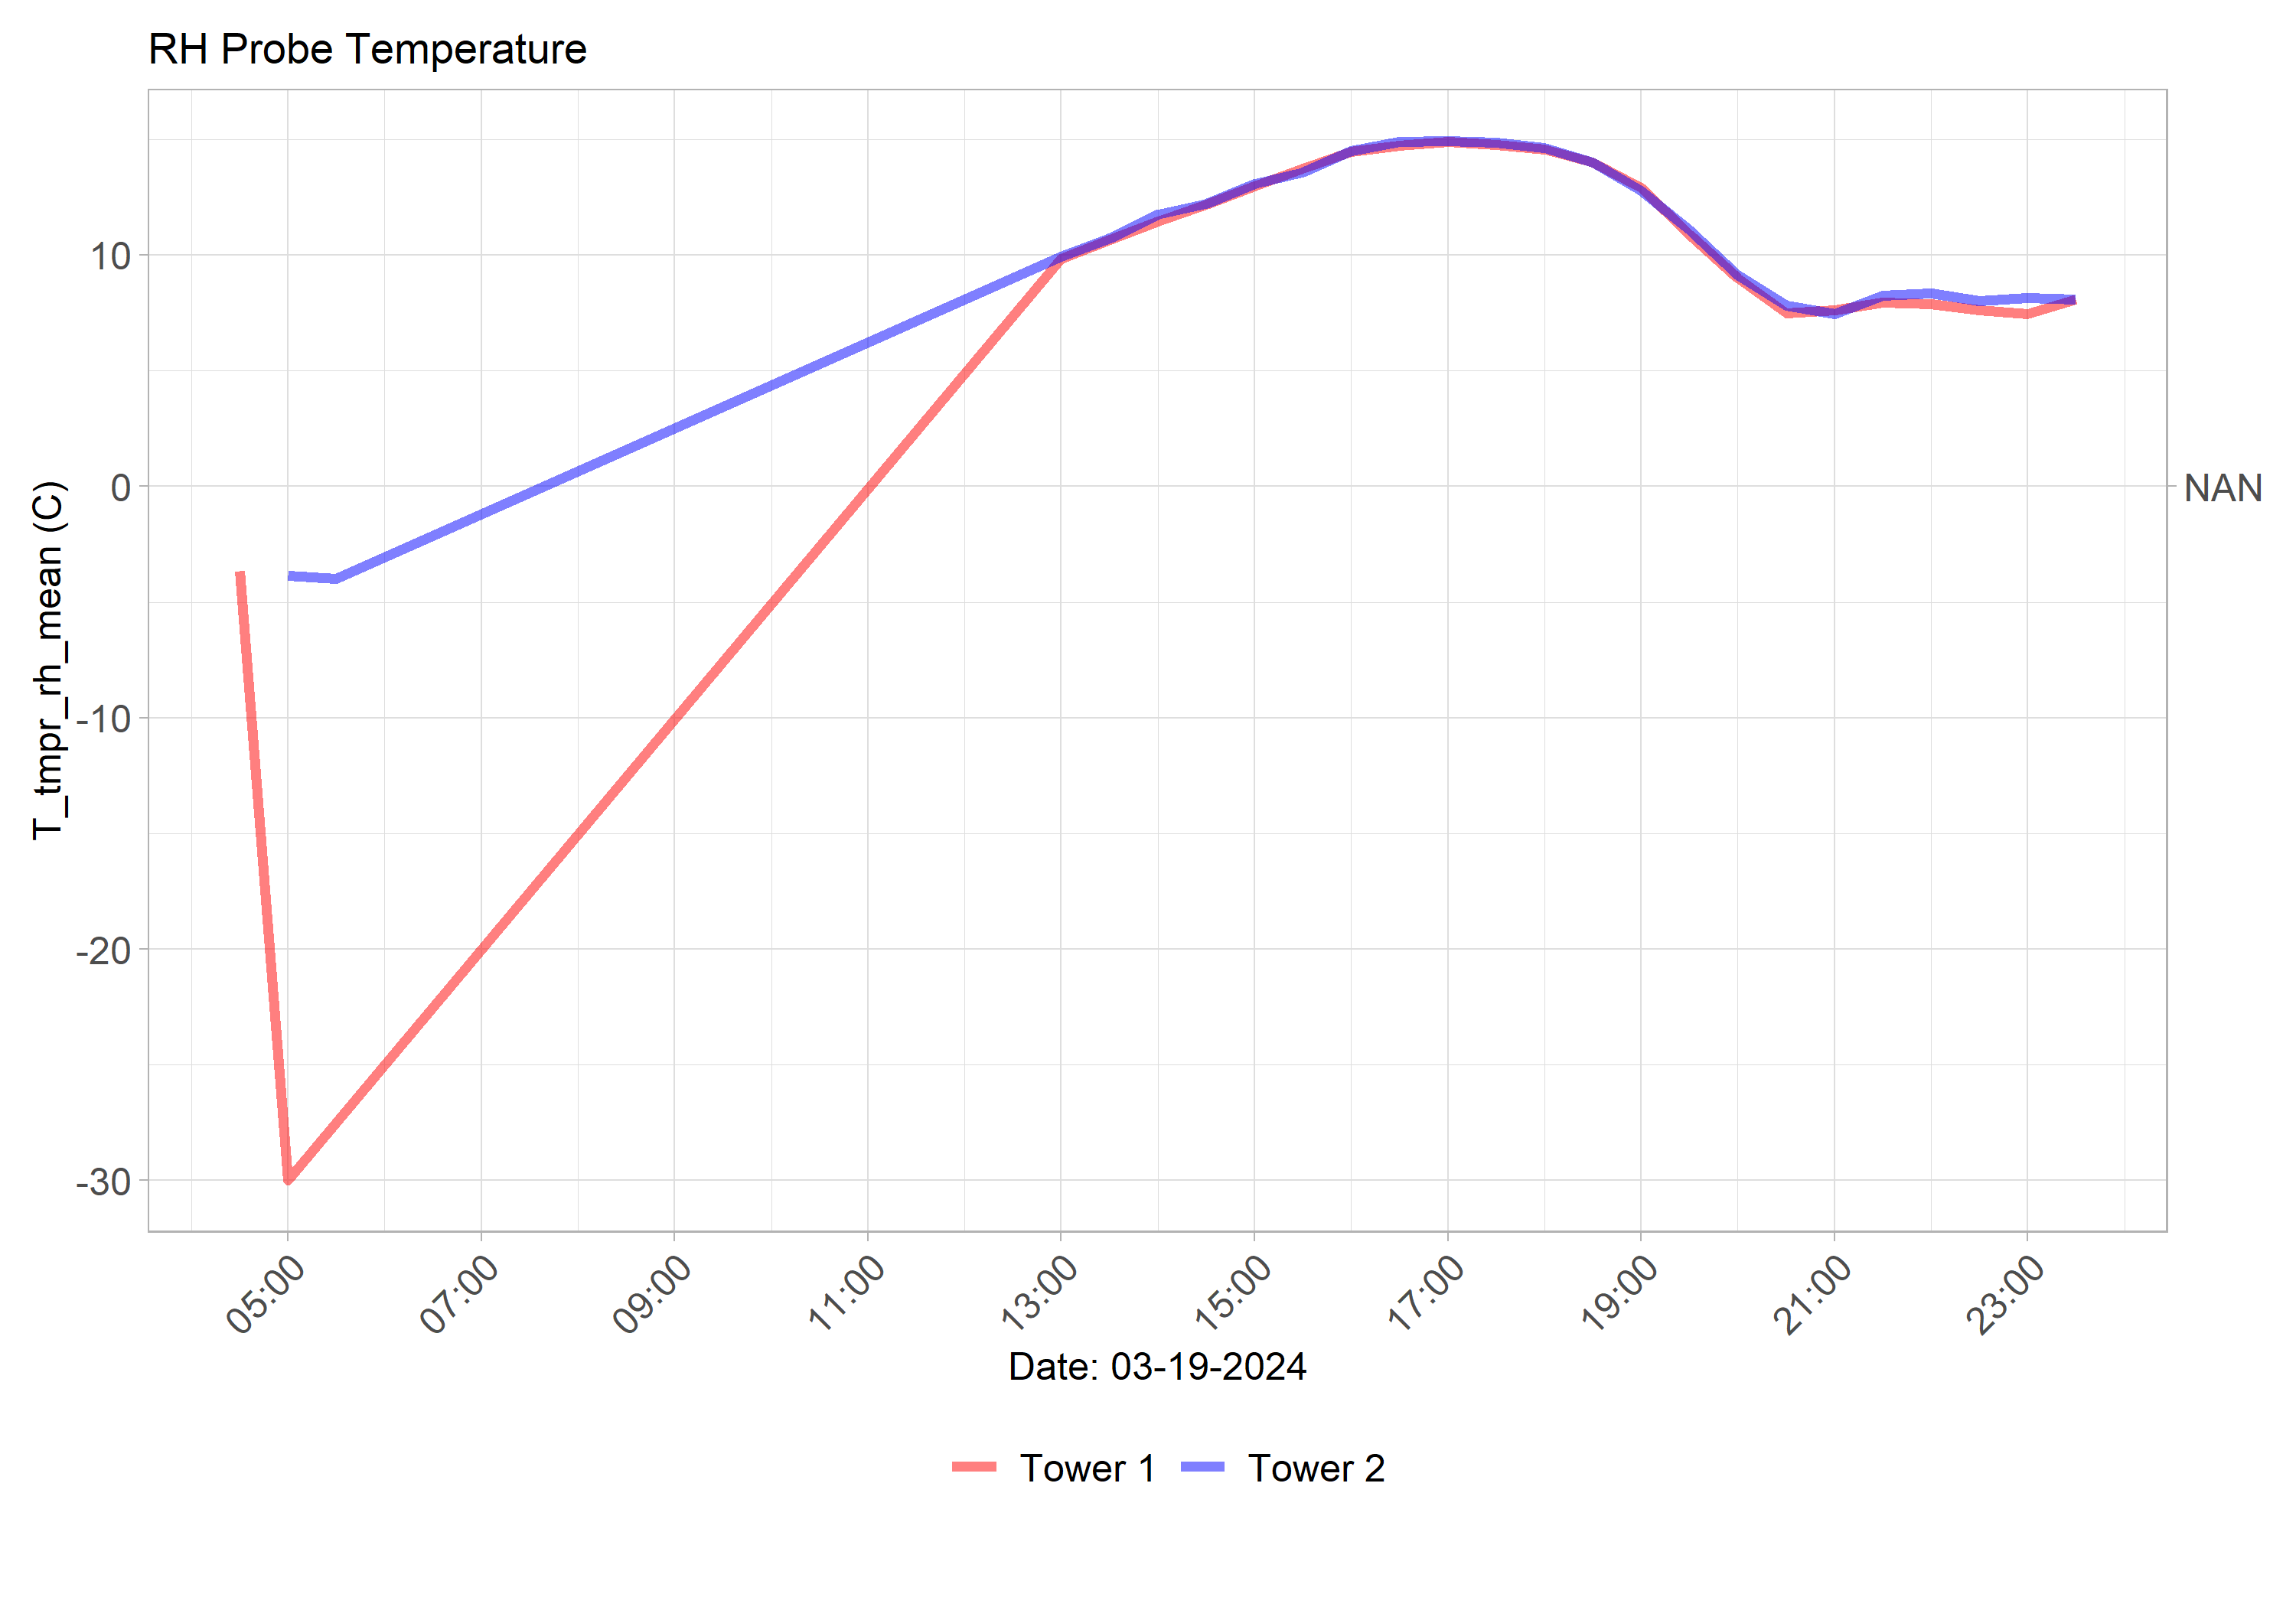 RH Probe Temperature
T_tmpr_rh_mean (C)
10
0
-10
-20
-30
NAN
05:00 07:00 09:00 11:00 13:00 15:00 17:00 19:00 21:00 23:00
Date: 03-19-2024
Tower 1 Tower 2